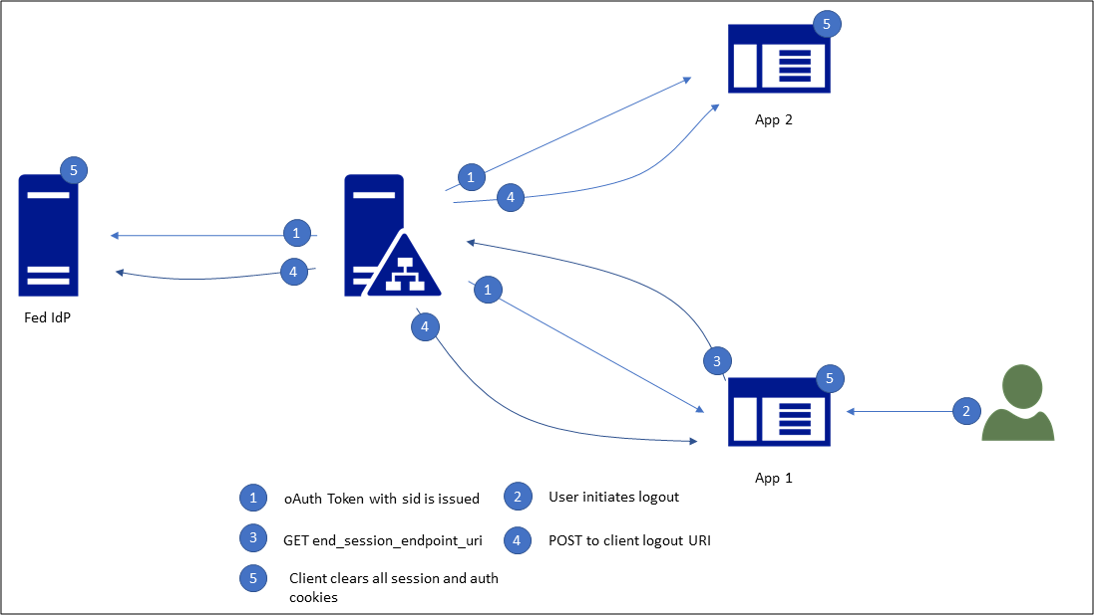 5
App 2
1
4
5
1
4
Fed IdP
1
4
3
5
2
App 1
1 oAuth Token with sid is issued
2 User initiates logout
3 GET end_session_endpoint_uri
4 POST to client logout URI
5 Client clears all session and auth
cookies